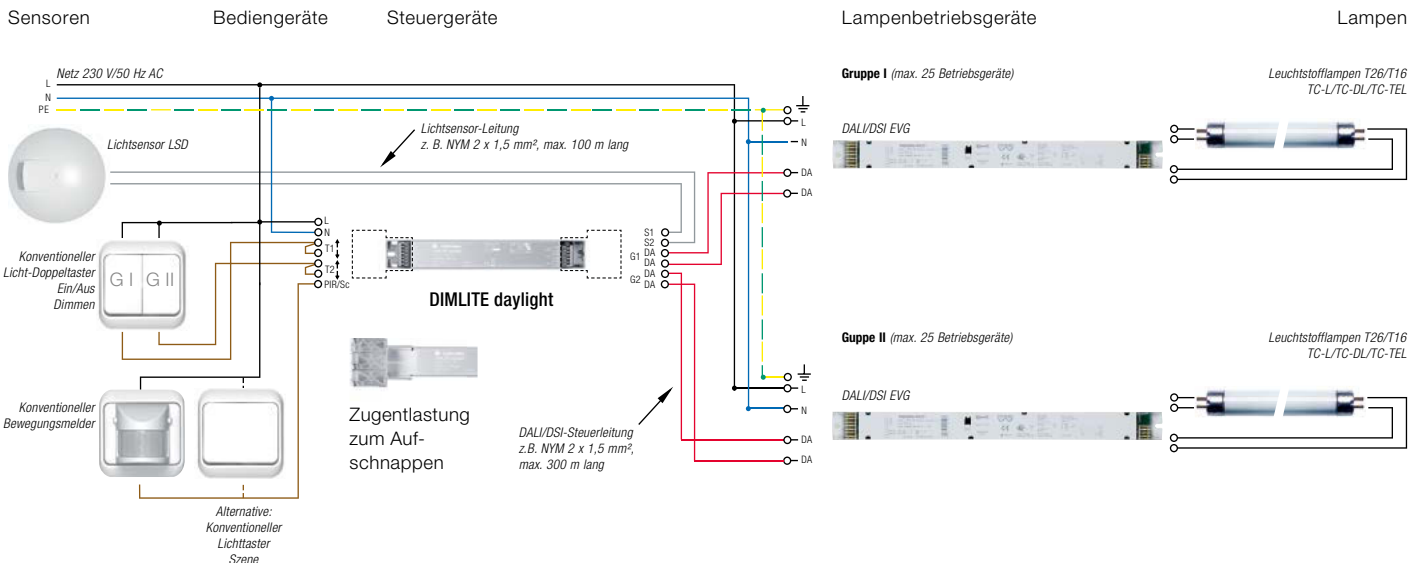 Sensoren
Bediengeräte
Steuergeräte
Lampenbetriebsgeräte
Lampen
Netz 230 V/50 Hz AC
L
N
PE
Lichtsensor LSD
Lichtsensor-Leitung
z. B. NYM 2 x 1,5 mm², max. 100 m lang
Konventioneller
Licht-Doppeltaster
Ein/Aus
Dimmen
G I
G II
L
N
T1
T2
PIR/Sc
DIMLITE daylight
S1
S2
G1
DA
DA
G2
DA
DA
Konventioneller
Bewegungsmelder
Alternative:
Konventioneller
Lichttaster
Szene
Zugentlastung
zum Auf-
schnappen
DALI/DSI-Steuerleitung
z.B. NYM 2 x 1,5 mm²,
max. 300 m lang
L
N
DA
DA
Gruppe I (max. 25 Betriebsgeräte)
DALI/DSI EVG
Leuchtstofflampen T26/T16
TC-L/TC-DL/TC-TEL
L
N
DA
DA
Guppe II (max. 25 Betriebsgeräte)
DALI/DSI EVG
Leuchtstofflampen T26/T16
TC-L/TC-DL/TC-TEL